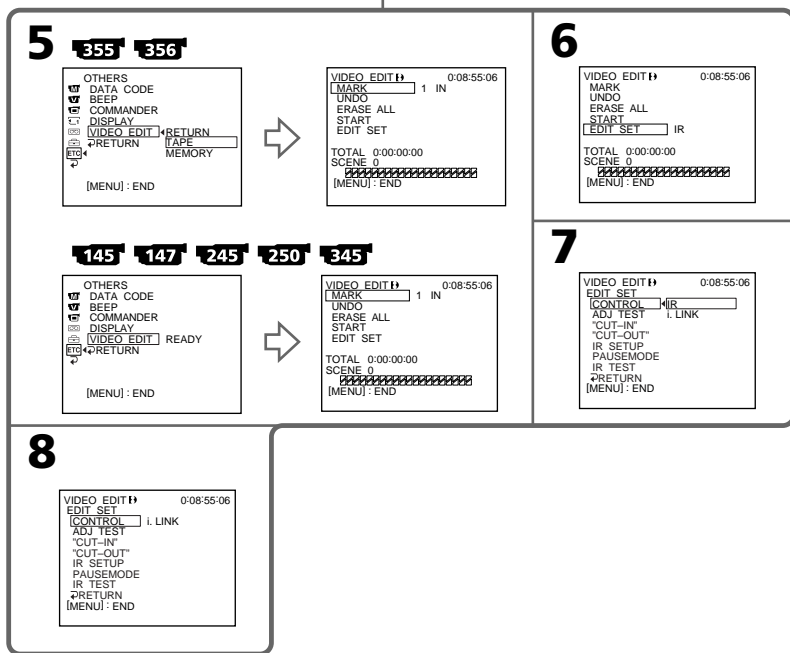 5
355 356
OTHERS
DATA CODE
BEEP
COMMANDER
DISPLAY
VIDEO EDIT RETURN
RETURN TAPE
ETC MEMORY
[MENU] : END
VIDEO EDIT 0:08:55:06
MARK 1 IN
UNDO
ERASE ALL
START
EDIT SET
TOTAL 0:00:00:00
SCENE 0
[MENU] : END
145 147 245 250 345
OTHERS
DATA CODE
BEEP
COMMANDER
DISPLAY
VIDEO EDIT READY
ETC RETURN
[MENU] : END
VIDEO EDIT 0:08:55:06
MARK 1 IN
UNDO
ERASE ALL
START
EDIT SET
TOTAL 0:00:00:00
SCENE 0
[MENU] : END
6
VIDEO EDIT 0:08:55:06
MARK
UNDO
ERASE ALL
START
EDIT SET IR
TOTAL 0:00:00:00
SCENE 0
[MENU] : END
7
VIDEO EDIT 0:08:55:06
EDIT SET
CONTROL IR
ADJ TEST i. LINK
"CUT–IN"
"CUT–OUT"
IR SETUP
PAUSEMODE
IR TEST
RETURN
[MENU] : END
8
VIDEO EDIT 0:08:55:06
EDIT SET
CONTROL i. LINK
ADJ TEST
"CUT–IN"
"CUT–OUT"
IR SETUP
PAUSEMODE
IR TEST
RETURN
[MENU] : END